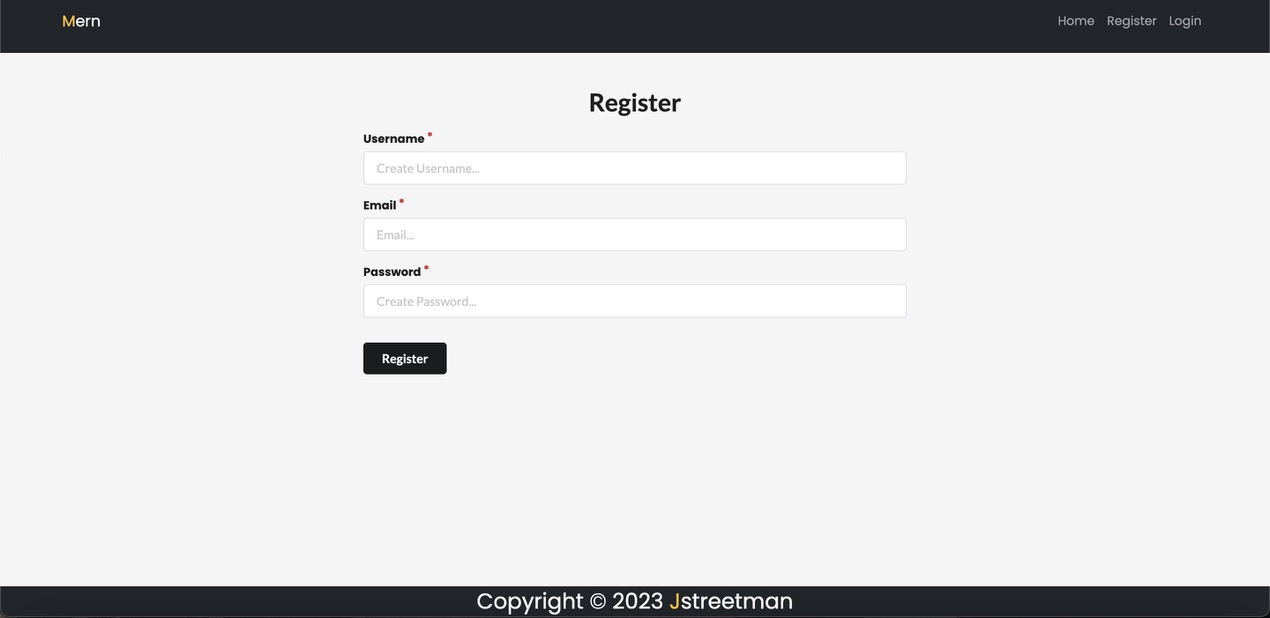 Mern
Home Register Login
Register
Username *
Create Username...
Email *
Email...
Password *
Create Password...
Register
Copyright © 2023 Jstreetman